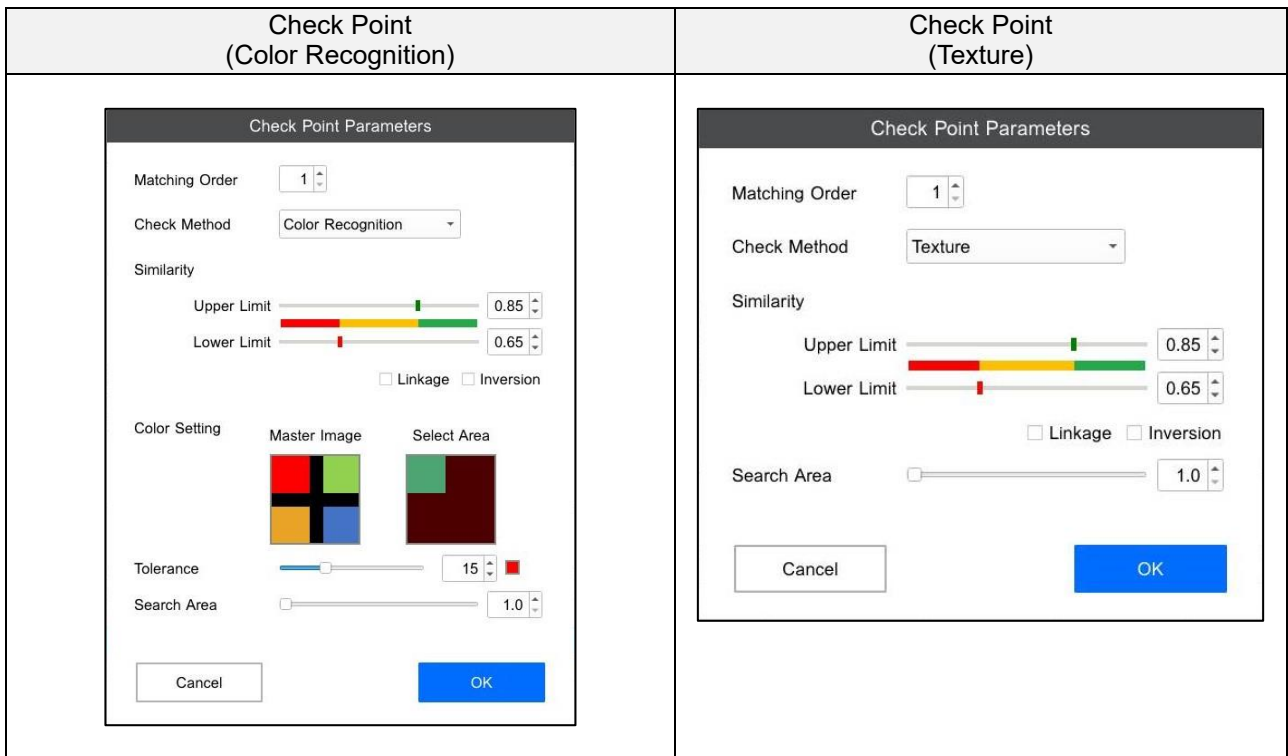 Check Point
(Color Recognition)
Check Point
(Texture)
Check Point Parameters
Matching Order 1
Check Method Color Recognition
Similarity
Upper Limit 0.85
Lower Limit 0.65
Linkage Inversion
Color Setting Master Image Select Area
Tolerance 15
Search Area 1.0
Cancel OK
Check Point Parameters
Matching Order 1
Check Method Texture
Similarity
Upper Limit 0.85
Lower Limit 0.65
Linkage Inversion
Search Area 1.0
Cancel OK